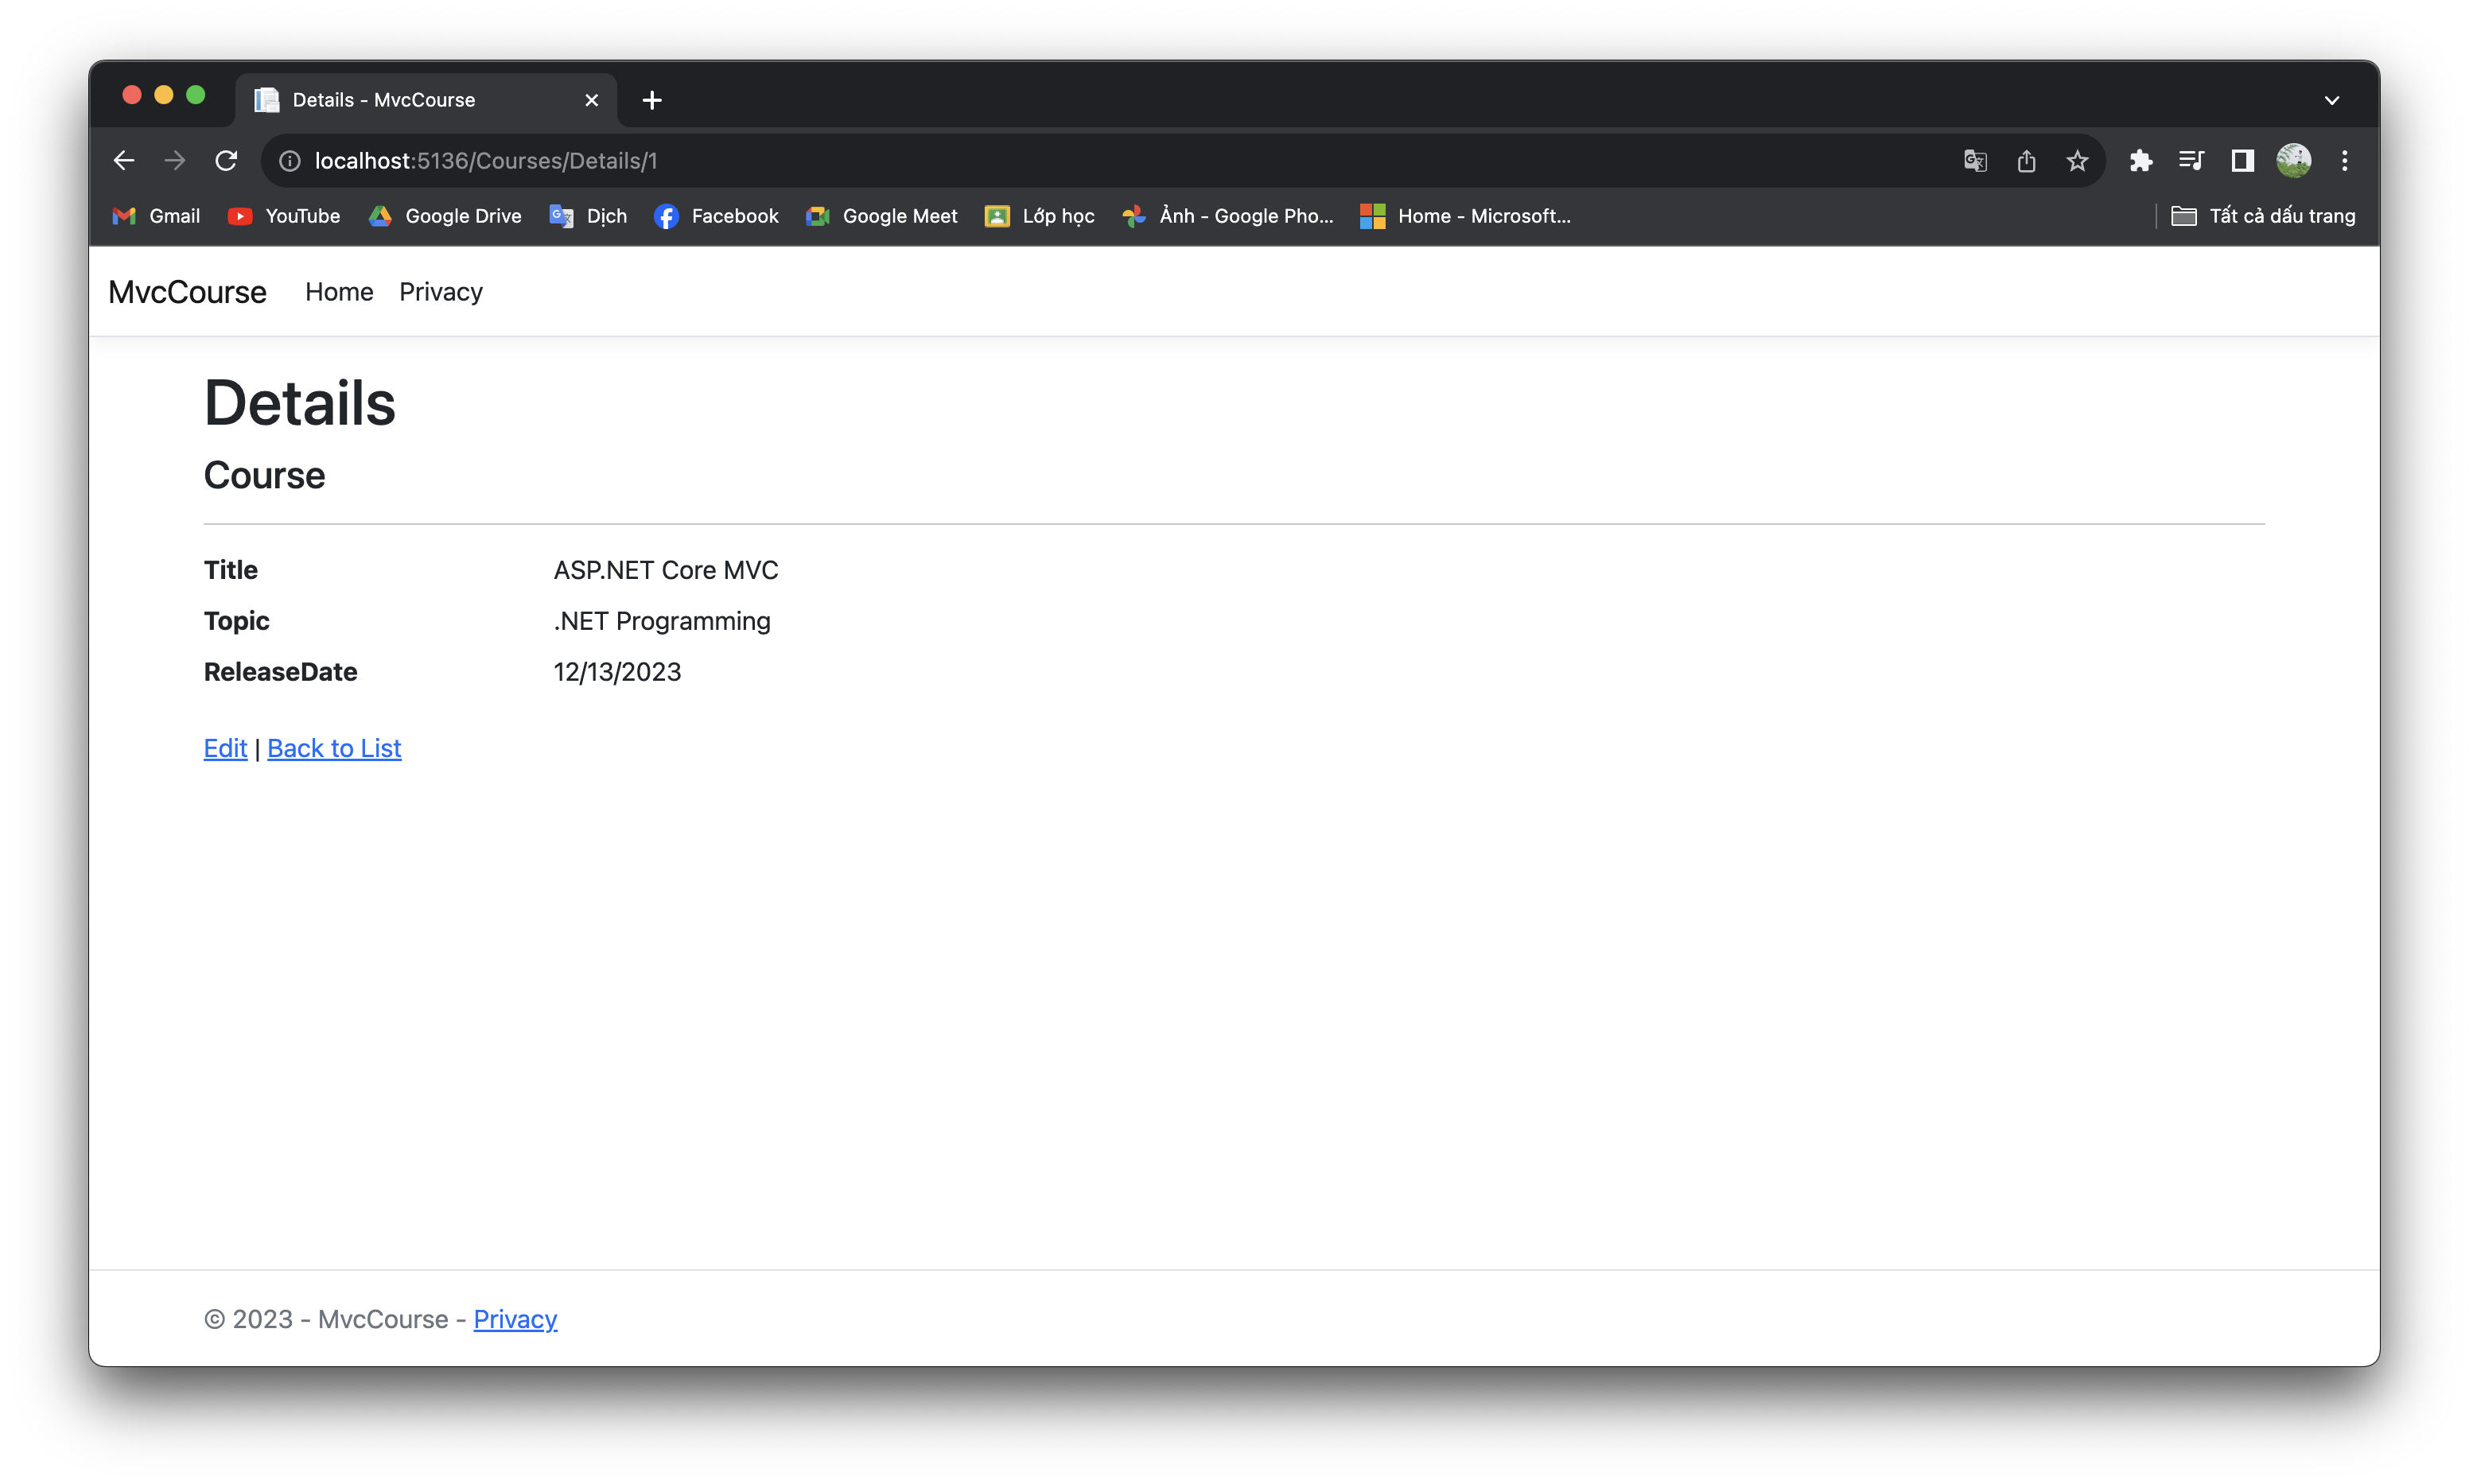 Details - MvcCourse
localhost:5136/Courses/Details/1
Gmail YouTube Google Drive Dịch Facebook Google Meet Lớp học Ảnh - Google Pho... Home - Microsoft... Tất cả dấu trang
MvcCourse Home Privacy
Details
Course
Title ASP.NET Core MVC
Topic .NET Programming
ReleaseDate 12/13/2023
Edit | Back to List
© 2023 - MvcCourse - Privacy